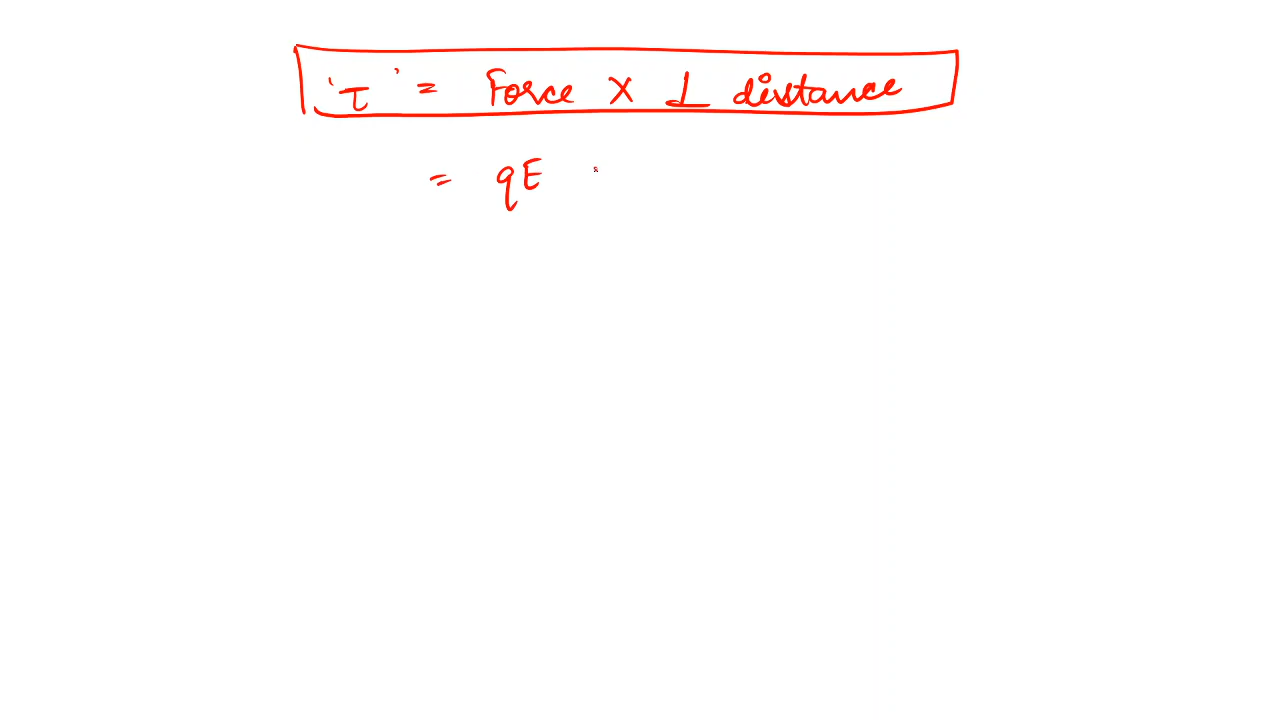 'τ' = Force X ⊥ distance
= qE